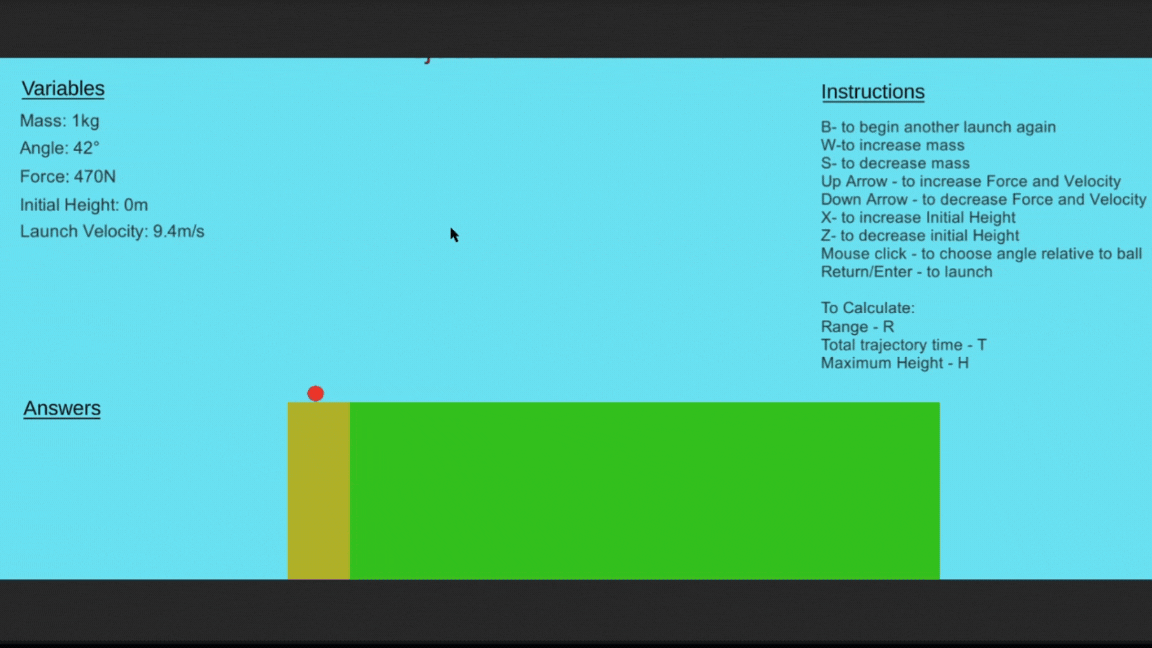 Variables
Mass: 1kg
Angle: 42°
Force: 470N
Initial Height: 0m
Launch Velocity: 9.4m/s
Instructions
B- to begin another launch again
W-to increase mass
S- to decrease mass
Up Arrow - to increase Force and Velocity
Down Arrow - to decrease Force and Velocity
X- to increase Initial Height
Z- to decrease initial Height
Mouse click - to choose angle relative to ball
Return/Enter - to launch
To Calculate:
Range - R
Total trajectory time - T
Maximum Height - H
Answers